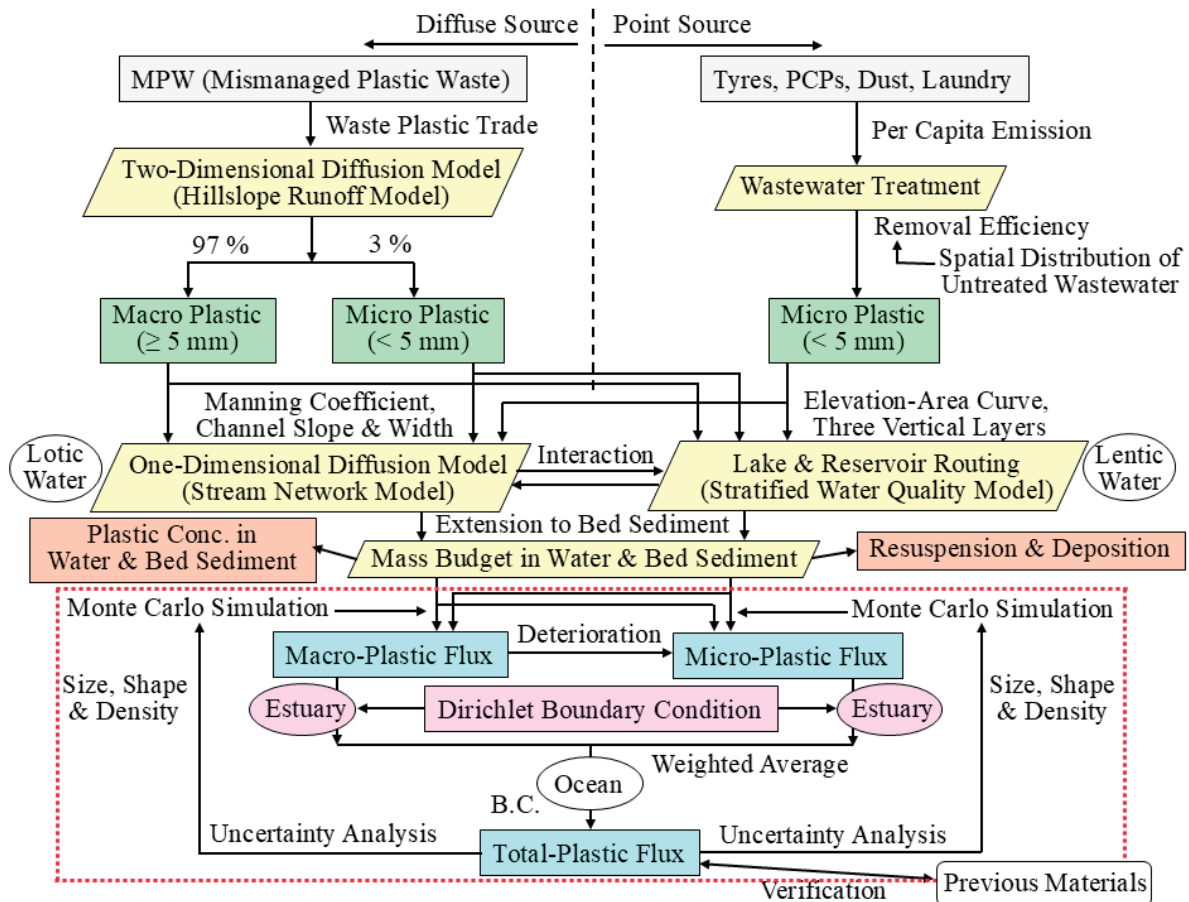 Diffuse Source
Point Source
MPW (Mismanaged Plastic Waste)
Tyres, PCPs, Dust, Laundry
Waste Plastic Trade
Per Capita Emission
Two-Dimensional Diffusion Model
(Hillslope Runoff Model)
Wastewater Treatment
97 %
3 %
Removal Efficiency
Spatial Distribution of
Untreated Wastewater
Macro Plastic
(≥ 5 mm)
Micro Plastic
(< 5 mm)
Micro Plastic
(< 5 mm)
Manning Coefficient,
Channel Slope & Width
Elevation-Area Curve,
Three Vertical Layers
Lotic
Water
One-Dimensional Diffusion Model
(Stream Network Model)
Interaction
Lake & Reservoir Routing
(Stratified Water Quality Model)
Lentic
Water
Extension to Bed Sediment
Plastic Conc. in
Water & Bed Sediment
Mass Budget in Water & Bed Sediment
Resuspension & Deposition
Monte Carlo Simulation
Monte Carlo Simulation
Deterioration
Macro-Plastic Flux
Micro-Plastic Flux
Size, Shape
& Density
Size, Shape
& Density
Estuary
Dirichlet Boundary Condition
Estuary
Weighted Average
Ocean
B.C.
Uncertainty Analysis
Uncertainty Analysis
Total-Plastic Flux
Verification
Previous Materials